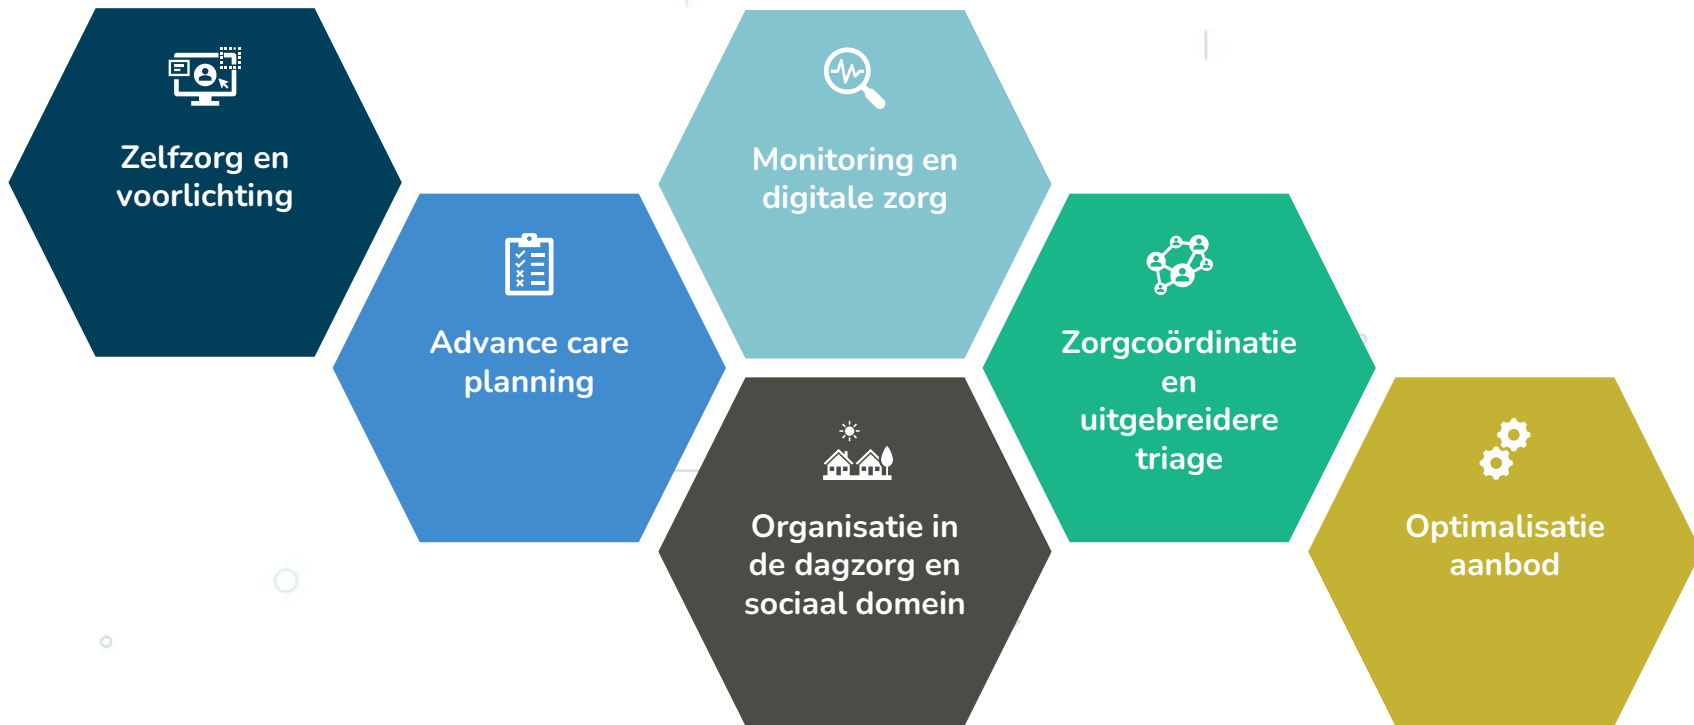 Zelfzorg en
voorlichting
Advance care
planning
Monitoring en
digitale zorg
Organisatie in
de dagzorg en
sociaal domein
Zorgcoördinatie
en
uitgebreidere
triage
Optimalisatie
aanbod